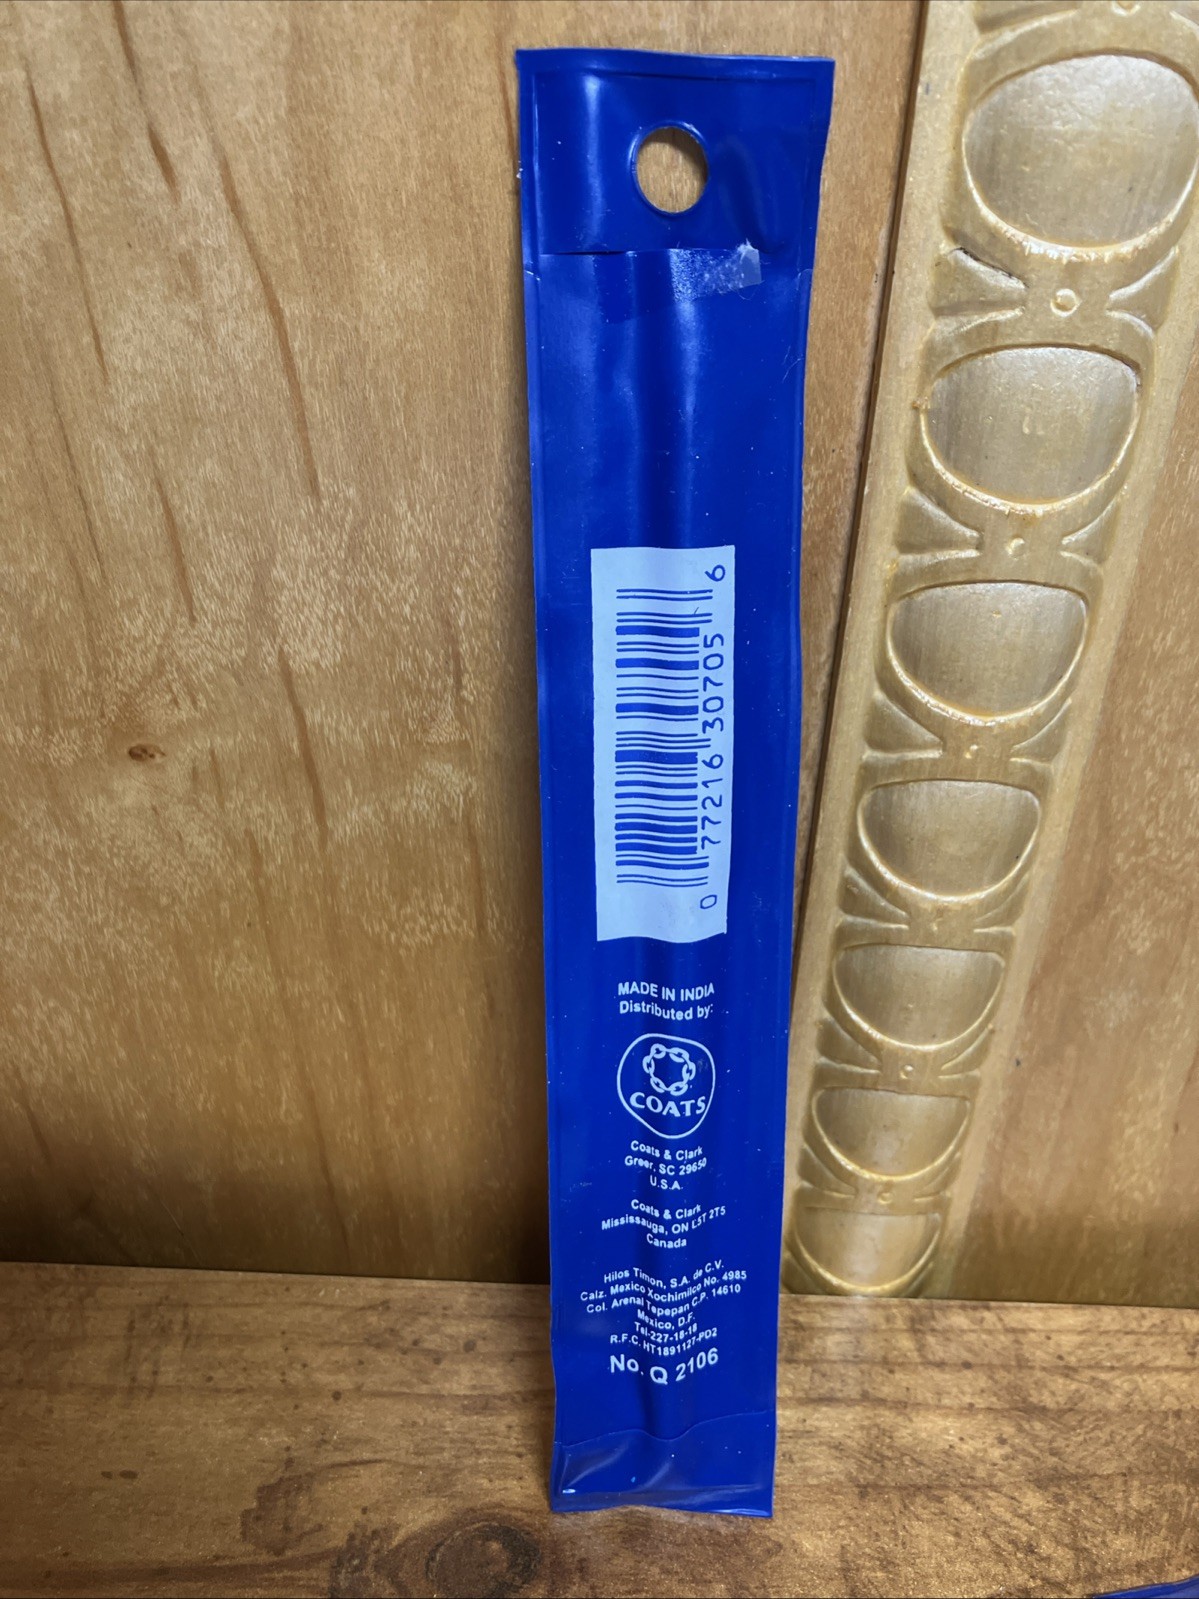 0 77216 30705 6
MADE IN INDIA
Distributed by:
COATS
Coats & Clark
Greer, SC 29650
U.S.A.
Coats & Clark
Mississauga, ON L5T 2T5
Canada
Hilos Timon, S.A. de C.V.
Calz. Mexico Xochimilco No. 4985
Col. Arenal Tepepan C.P. 14610
Mexico, D.F.
Tel-227-18-18
R.F.C. HT1891127-PD2
No. Q 2106